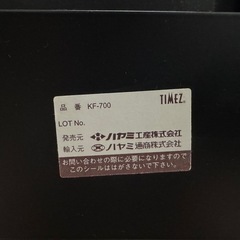 TIMEZ
品番 KF-700
LOT No.
発売元 ハヤミ工産株式会社
輸入元 ハヤミ通商株式会社
お問い合わせの際に必要になりますので
このシールははがさないで下さい。